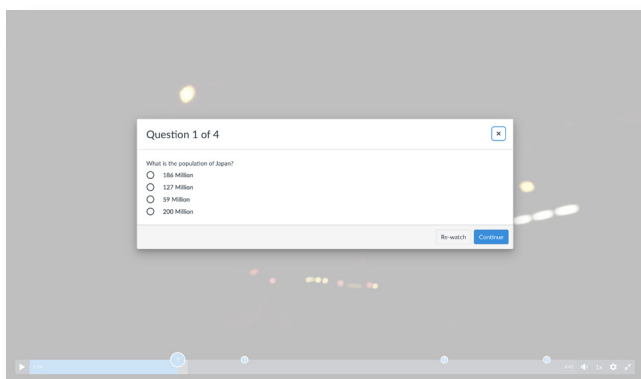 Question 1 of 4
What is the population of Japan?
186 Million
127 Million
59 Million
200 Million
Re-watch Continue
1x